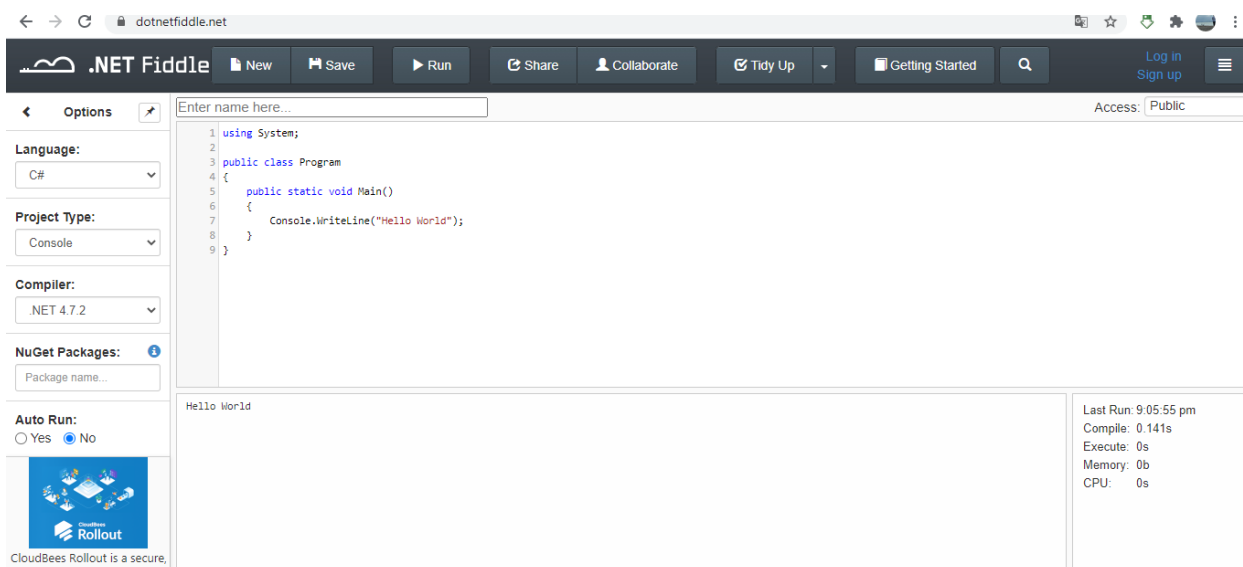 dotnetfiddle.net
.NET Fiddle New Save Run Share Collaborate Tidy Up Getting Started Log in
Sign up
Options Enter name here... Access: Public
Language:
C#
Project Type:
Console
Compiler:
.NET 4.7.2
NuGet Packages:
Package name...
Auto Run:
Yes No
CloudBees
Rollout
CloudBees Rollout is a secure,
1 using System;
2
3 public class Program
4 {
5 public static void Main()
6 {
7 Console.WriteLine("Hello World");
8 }
9 }
Hello World
Last Run: 9:05:55 pm
Compile: 0.141s
Execute: 0s
Memory: 0b
CPU: 0s